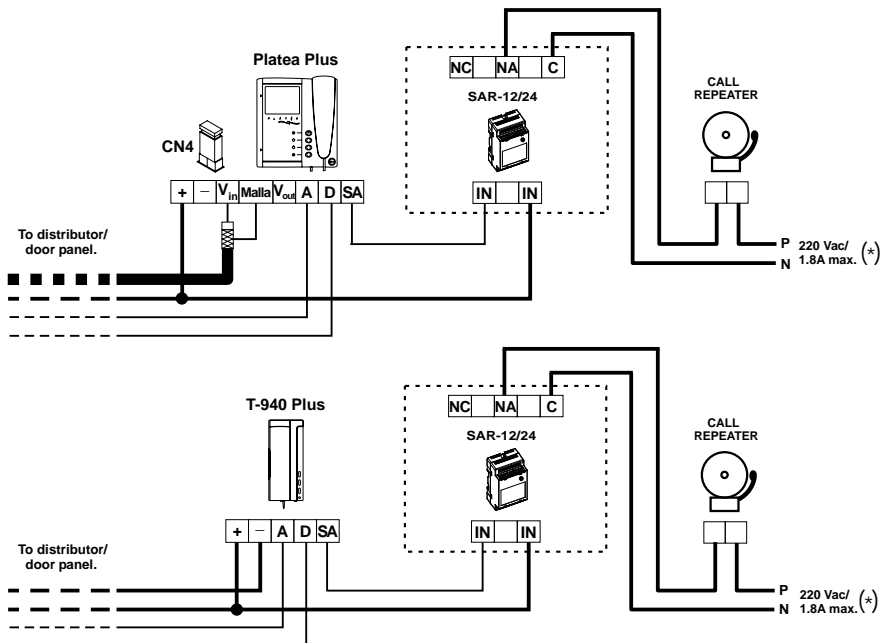 Platea Plus
NC NA C
SAR-12/24
CALL
REPEATER
CN4
PLATEA
+ – Vin Malla Vout A D SA
IN IN
To distributor/
door panel.
P 220 Vac/
N 1.8A max. (*)
T-940 Plus
NC NA C
SAR-12/24
CALL
REPEATER
+ – A D SA
IN IN
To distributor/
door panel.
P 220 Vac/
N 1.8A max. (*)